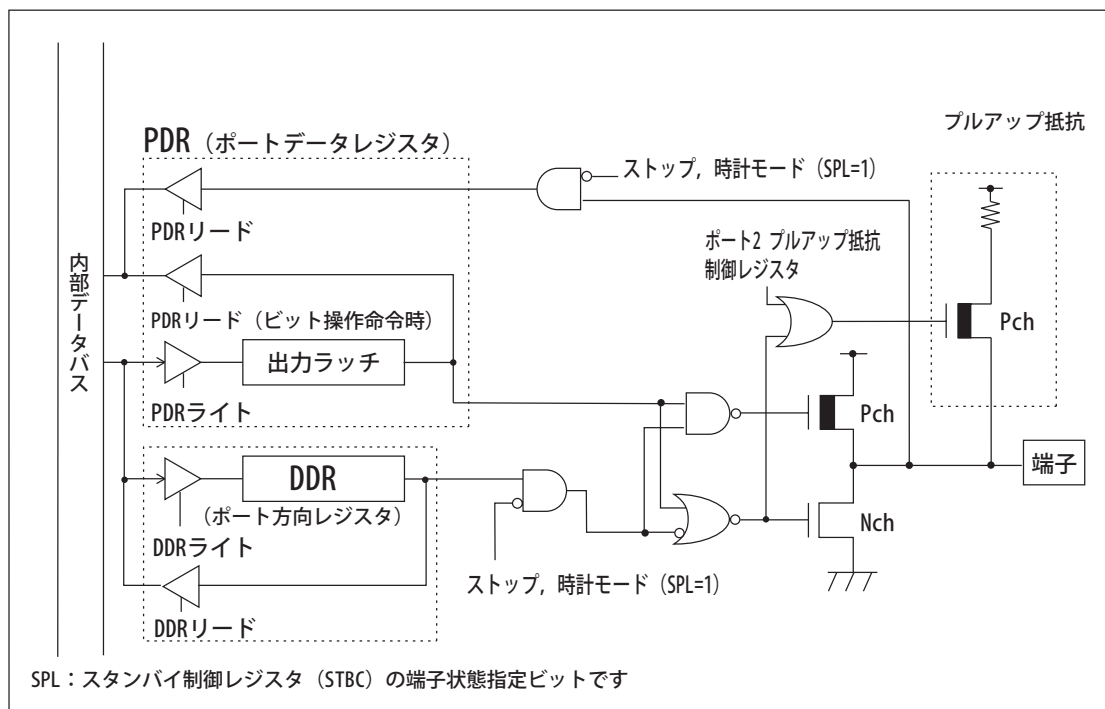 プルアップ抵抗
PDR（ポートデータレジスタ）
ストップ，時計モード（SPL=1）
PDRリード
ポート2 プルアップ抵抗
制御レジスタ
内部データバス
Pch
PDRリード（ビット操作命令時）
出力ラッチ
PDRライト
Pch
端子
DDR
（ポート方向レジスタ）
Nch
DDRライト
ストップ，時計モード（SPL=1）
DDRリード
SPL：スタンバイ制御レジスタ（STBC）の端子状態指定ビットです